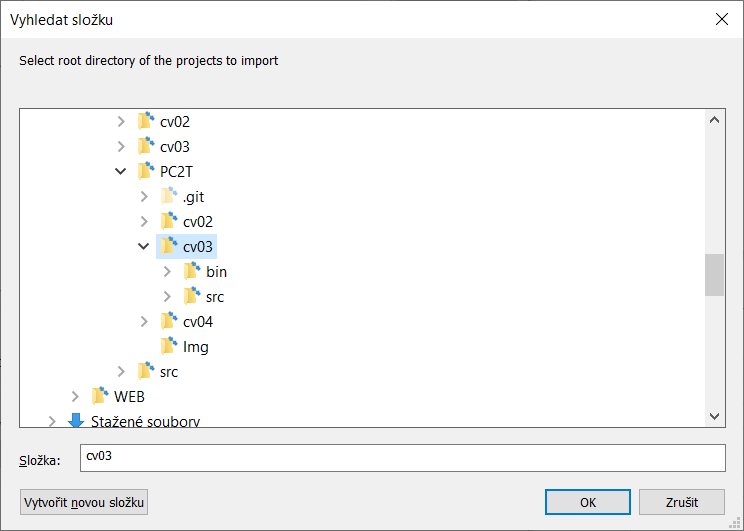 Vyhledat složku
Select root directory of the projects to import
cv02
cv03
PC2T
.git
cv02
cv03
bin
src
cv04
Img
src
WEB
Stažené soubory
Složka: cv03
Vytvořit novou složku OK Zrušit